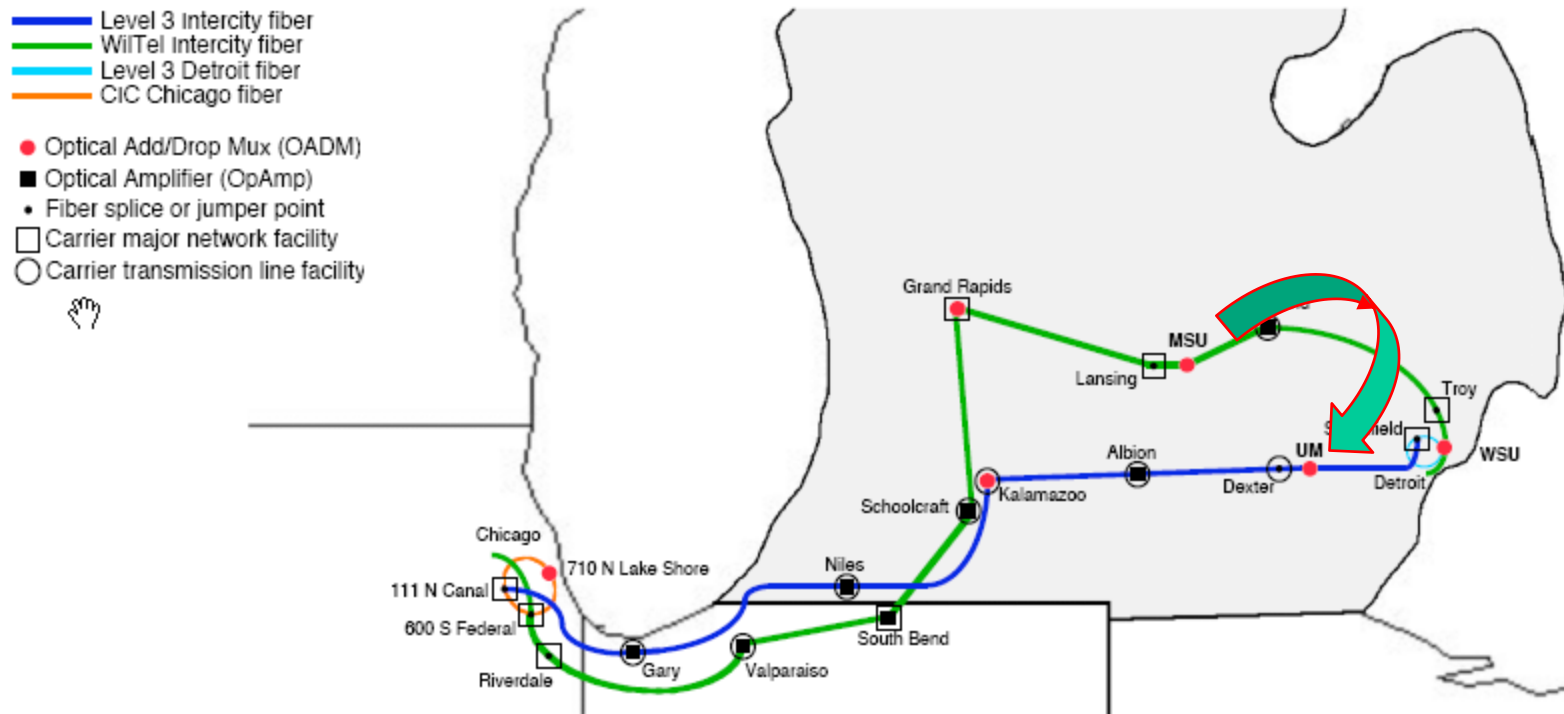 Level 3 Intercity fiber
WilTel Intercity fiber
Level 3 Detroit fiber
CIC Chicago fiber
Optical Add/Drop Mux (OADM)
Optical Amplifier (OpAmp)
Fiber splice or jumper point
Carrier major network facility
Carrier transmission line facility
Grand Rapids
MSU
Lansing
Troy
UM
WSU
Albion
Dexter
Detroit
Kalamazoo
Schoolcraft
Chicago
710 N Lake Shore
Niles
111 N Canal
600 S Federal
South Bend
Gary
Valparaiso
Riverdale